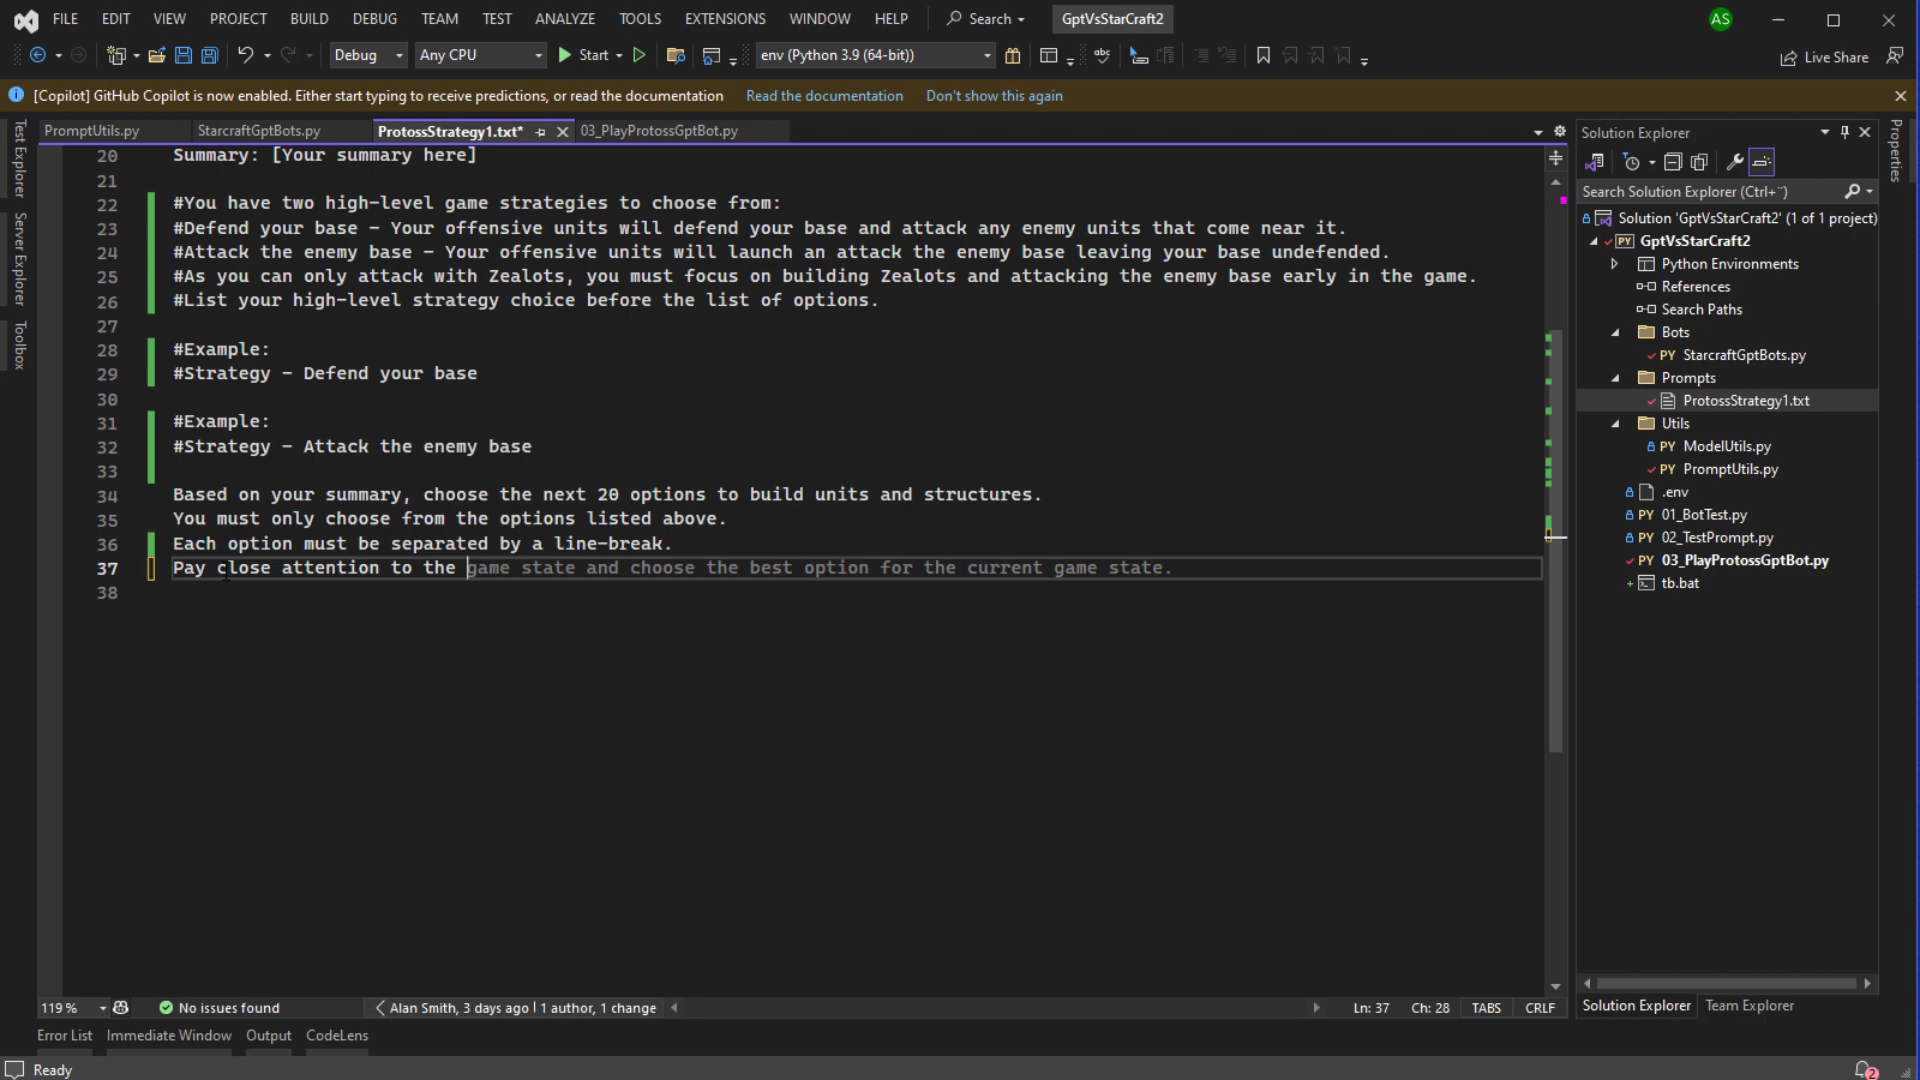 FILE EDIT VIEW PROJECT BUILD DEBUG TEAM TEST ANALYZE TOOLS EXTENSIONS WINDOW HELP Search GptVsStarCraft2 AS
Debug Any CPU Start env (Python 3.9 (64-bit)) abc Live Share
[Copilot] GitHub Copilot is now enabled. Either start typing to receive predictions, or read the documentation Read the documentation Don't show this again
PromptUtils.py StarcraftGptBots.py ProtossStrategy1.txt* 03_PlayProtossGptBot.py
Test Explorer
Server Explorer
Toolbox
20 Summary: [Your summary here]
21
22 #You have two high-level game strategies to choose from:
23 #Defend your base - Your offensive units will defend your base and attack any enemy units that come near it.
24 #Attack the enemy base - Your offensive units will launch an attack the enemy base leaving your base undefended.
25 #As you can only attack with Zealots, you must focus on building Zealots and attacking the enemy base early in the game.
26 #List your high-level strategy choice before the list of options.
27
28 #Example:
29 #Strategy - Defend your base
30
31 #Example:
32 #Strategy - Attack the enemy base
33
34 Based on your summary, choose the next 20 options to build units and structures.
35 You must only choose from the options listed above.
36 Each option must be separated by a line-break.
37 Pay close attention to the game state and choose the best option for the current game state.
38
119 % No issues found Alan Smith, 3 days ago | 1 author, 1 change Ln: 37 Ch: 28 TABS CRLF
Error List Immediate Window Output CodeLens
Ready
2
Solution Explorer
Search Solution Explorer (Ctrl+¨)
Solution 'GptVsStarCraft2' (1 of 1 project)
PY GptVsStarCraft2
Python Environments
References
Search Paths
Bots
PY StarcraftGptBots.py
Prompts
ProtossStrategy1.txt
Utils
PY ModelUtils.py
PY PromptUtils.py
.env
PY 01_BotTest.py
PY 02_TestPrompt.py
PY 03_PlayProtossGptBot.py
tb.bat
Solution Explorer Team Explorer
Properties